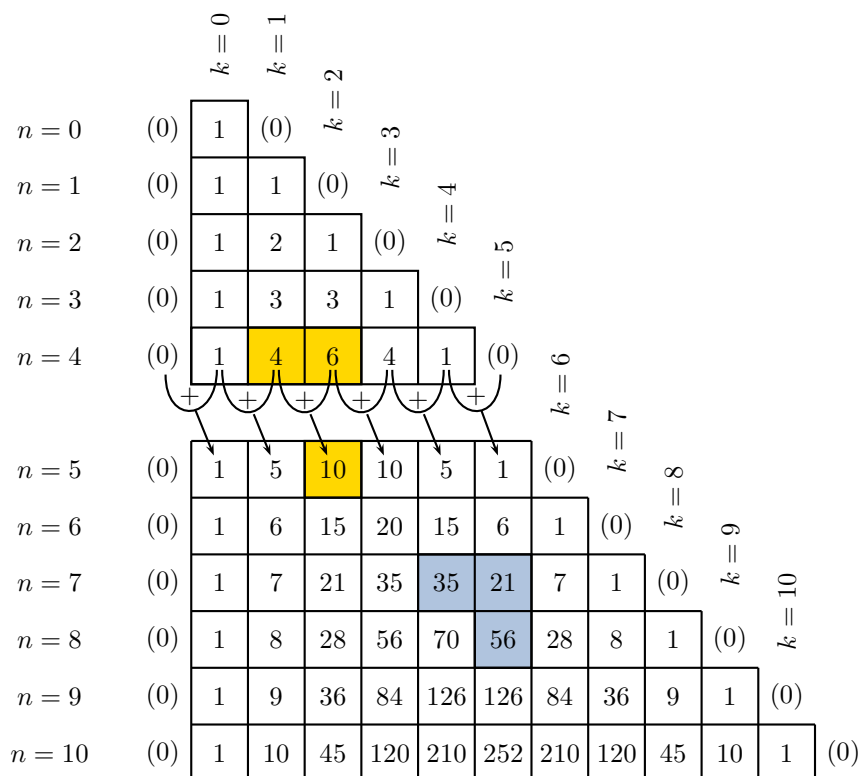 k = 0
k = 1
k = 2
k = 3
k = 4
k = 5
k = 6
k = 7
k = 8
k = 9
k = 10
n = 0 (0) 1 (0)
n = 1 (0) 1 1 (0)
n = 2 (0) 1 2 1 (0)
n = 3 (0) 1 3 3 1 (0)
n = 4 (0) 1 4 6 4 1 (0)
+ + + + + +
n = 5 (0) 1 5 10 10 5 1 (0)
n = 6 (0) 1 6 15 20 15 6 1 (0)
n = 7 (0) 1 7 21 35 35 21 7 1 (0)
n = 8 (0) 1 8 28 56 70 56 28 8 1 (0)
n = 9 (0) 1 9 36 84 126 126 84 36 9 1 (0)
n = 10 (0) 1 10 45 120 210 252 210 120 45 10 1 (0)